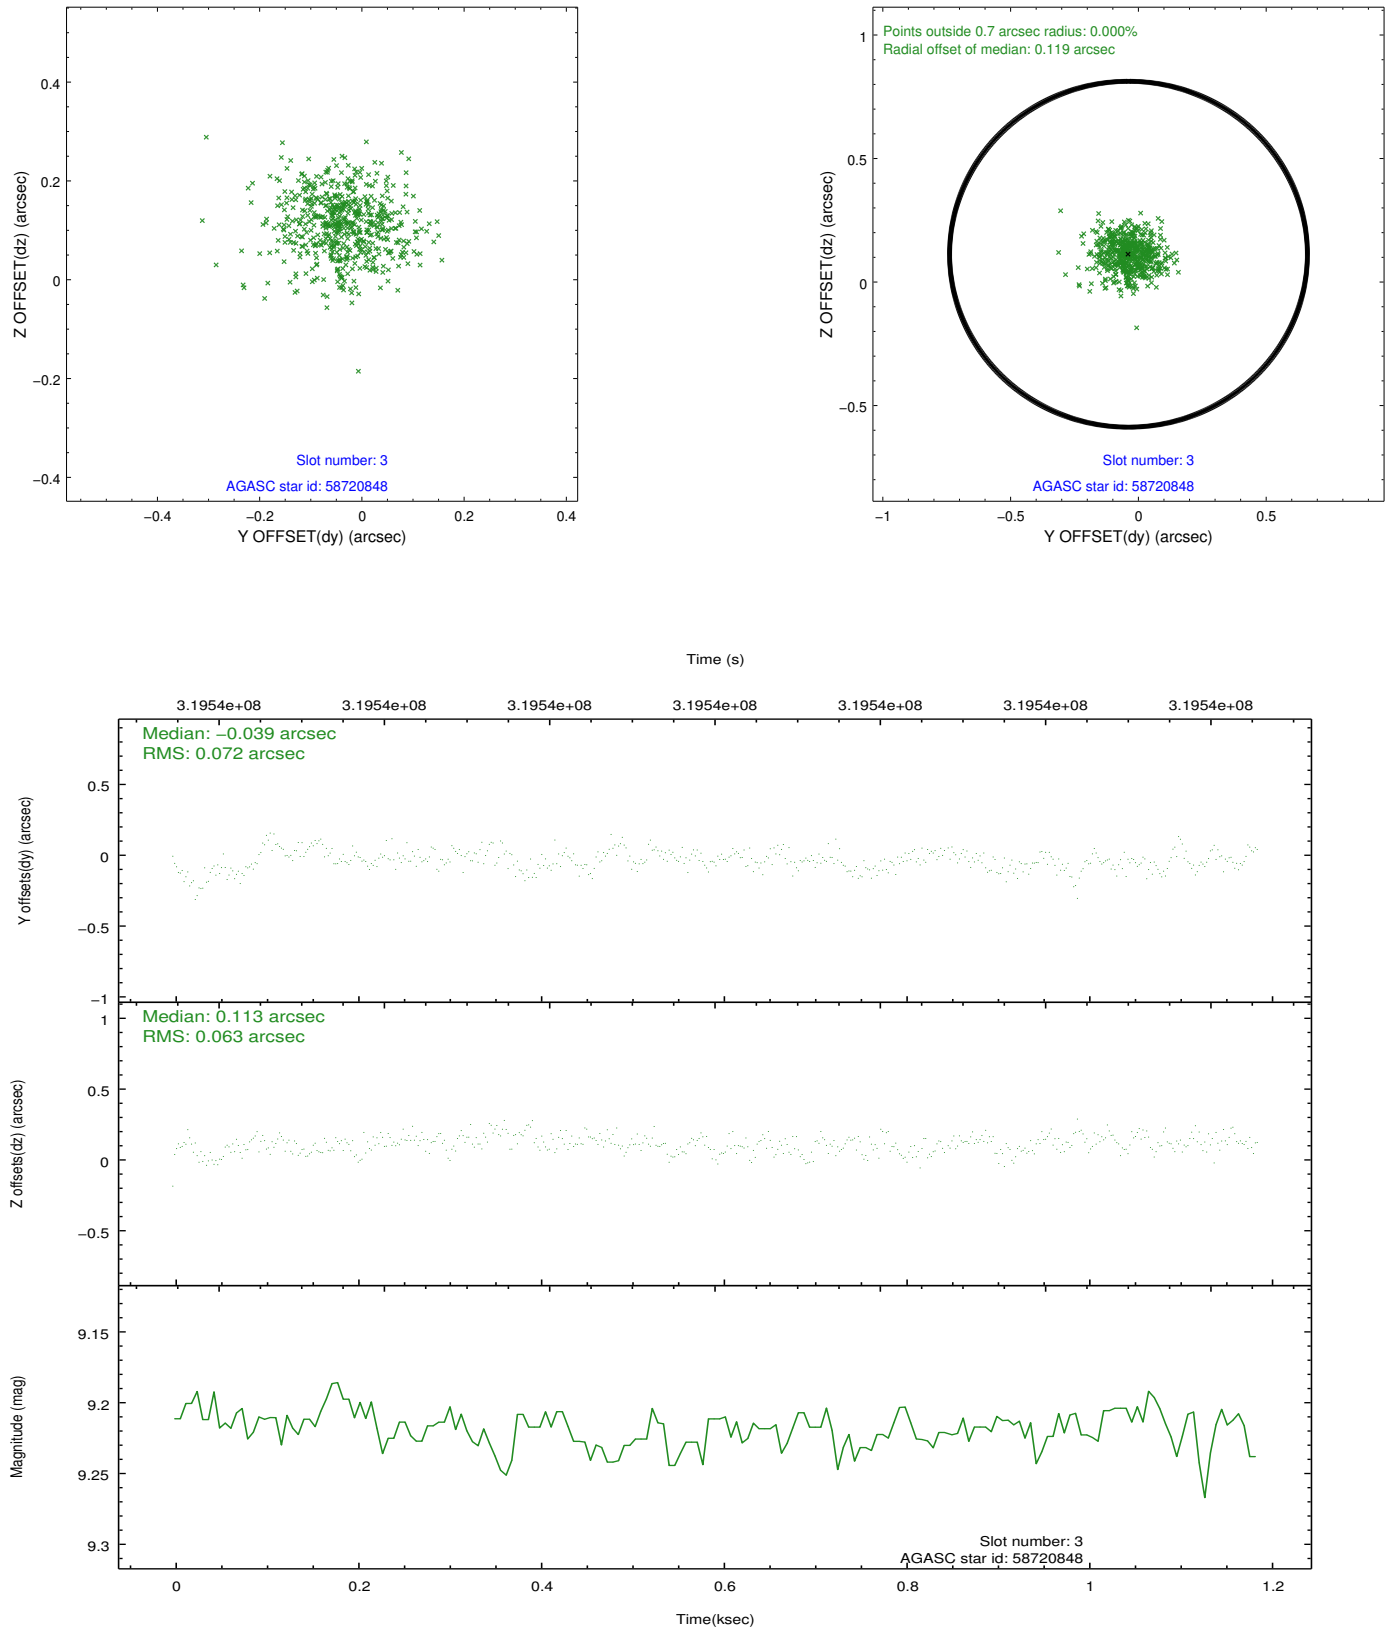 Points outside 0.7 arcsec radius: 0.000%
Radial offset of median: 0.119 arcsec
0.4
0.2
0
−0.2
−0.4
Z OFFSET(dz) (arcsec)
Slot number: 3
AGASC star id: 58720848
−0.4 −0.2 0 0.2 0.4
Y OFFSET(dy) (arcsec)
1
0.5
0
−0.5
Z OFFSET(dz) (arcsec)
Slot number: 3
AGASC star id: 58720848
−1 −0.5 0 0.5
Y OFFSET(dy) (arcsec)
Time (s)
3.1954e+08 3.1954e+08 3.1954e+08 3.1954e+08 3.1954e+08 3.1954e+08 3.1954e+08
Median: −0.039 arcsec
RMS: 0.072 arcsec
0.5
0
−0.5
−1
Y offsets(dy) (arcsec)
Median: 0.113 arcsec
RMS: 0.063 arcsec
1
0.5
0
−0.5
Z offsets(dz) (arcsec)
9.15
9.2
9.25
9.3
Magnitude (mag)
Slot number: 3
AGASC star id: 58720848
0 0.2 0.4 0.6 0.8 1 1.2
Time(ksec)